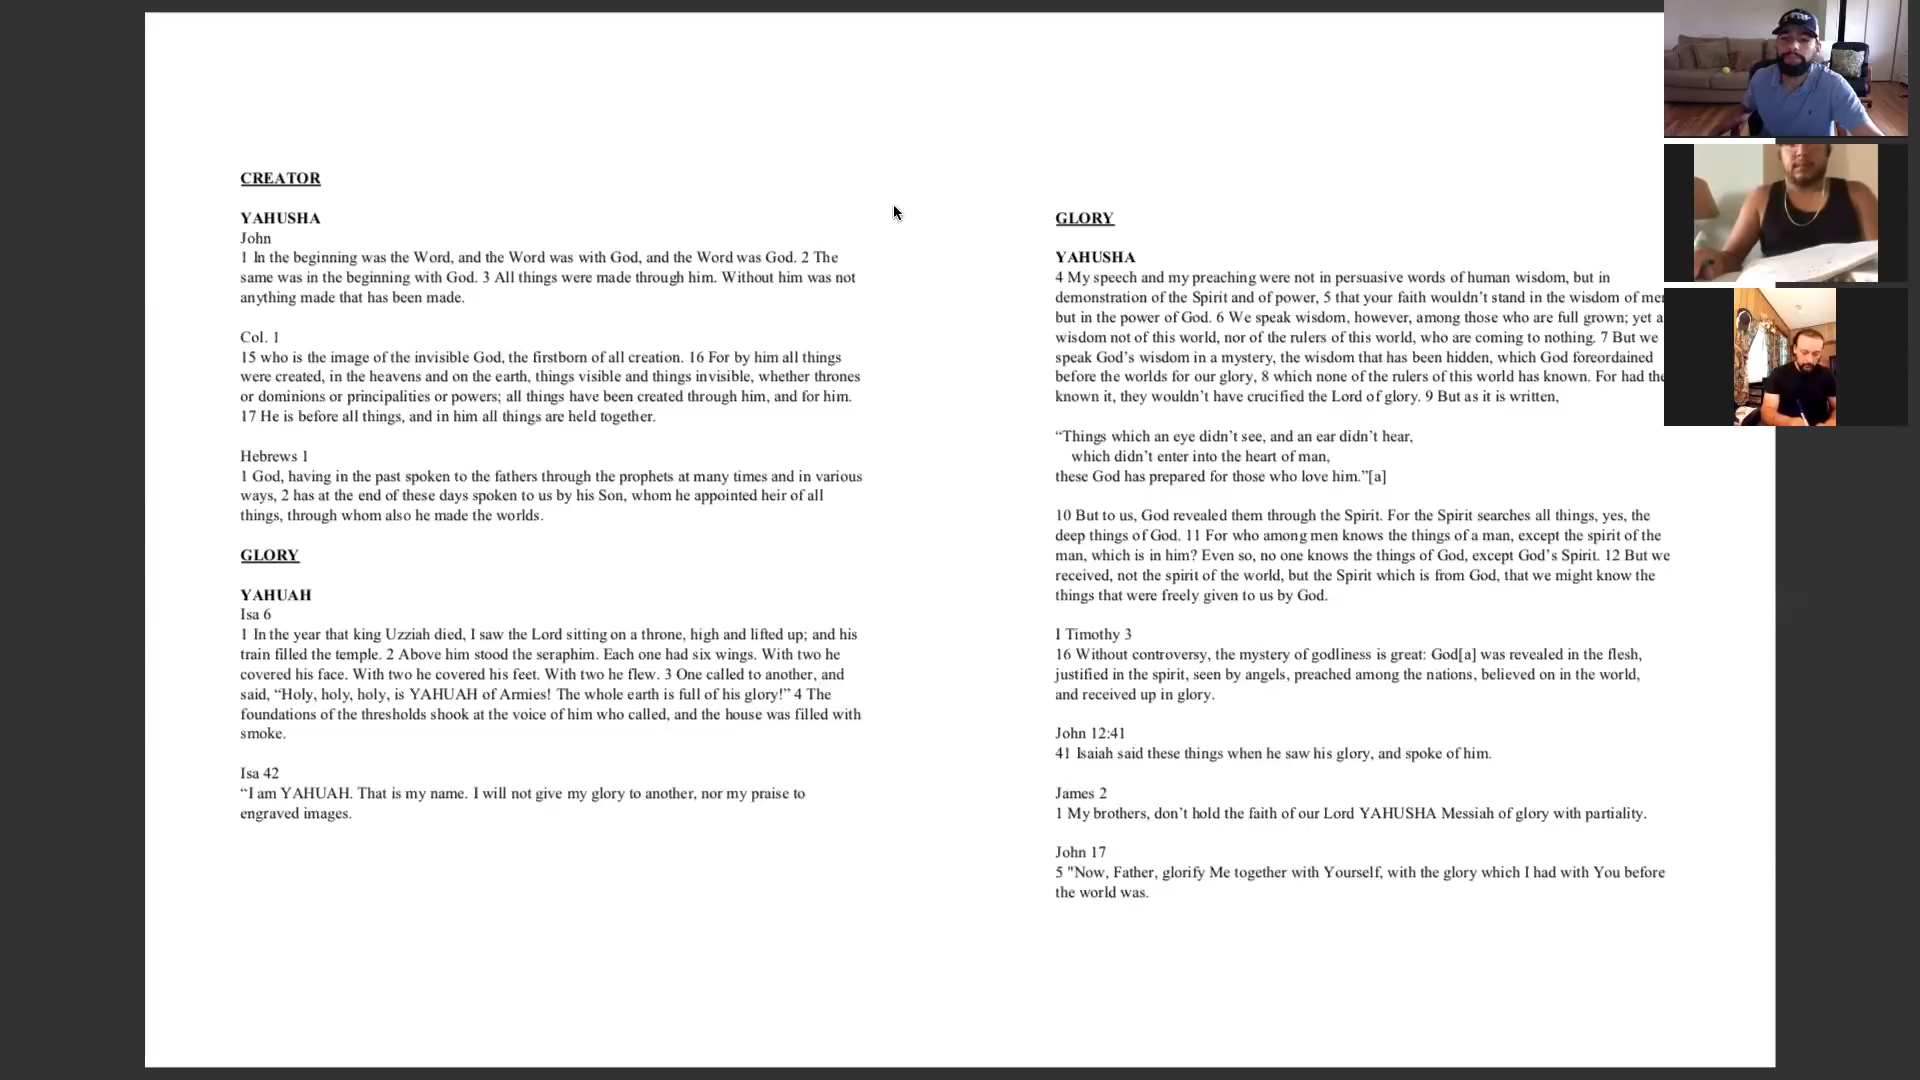 CREATOR
YAHUSHA
John
1 In the beginning was the Word, and the Word was with God, and the Word was God. 2 The
same was in the beginning with God. 3 All things were made through him. Without him was not
anything made that has been made.
Col. 1
15 who is the image of the invisible God, the firstborn of all creation. 16 For by him all things
were created, in the heavens and on the earth, things visible and things invisible, whether thrones
or dominions or principalities or powers; all things have been created through him, and for him.
17 He is before all things, and in him all things are held together.
Hebrews 1
1 God, having in the past spoken to the fathers through the prophets at many times and in various
ways, 2 has at the end of these days spoken to us by his Son, whom he appointed heir of all
things, through whom also he made the worlds.
GLORY
YAHUAH
Isa 6
1 In the year that king Uzziah died, I saw the Lord sitting on a throne, high and lifted up; and his
train filled the temple. 2 Above him stood the seraphim. Each one had six wings. With two he
covered his face. With two he covered his feet. With two he flew. 3 One called to another, and
said, “Holy, holy, holy, is YAHUAH of Armies! The whole earth is full of his glory!” 4 The
foundations of the thresholds shook at the voice of him who called, and the house was filled with
smoke.
Isa 42
“I am YAHUAH. That is my name. I will not give my glory to another, nor my praise to
engraved images.
GLORY
YAHUSHA
4 My speech and my preaching were not in persuasive words of human wisdom, but in
demonstration of the Spirit and of power, 5 that your faith wouldn’t stand in the wisdom of men
but in the power of God. 6 We speak wisdom, however, among those who are full grown; yet a
wisdom not of this world, nor of the rulers of this world, who are coming to nothing. 7 But we
speak God’s wisdom in a mystery, the wisdom that has been hidden, which God foreordained
before the worlds for our glory, 8 which none of the rulers of this world has known. For had the
known it, they wouldn’t have crucified the Lord of glory. 9 But as it is written,
“Things which an eye didn’t see, and an ear didn’t hear,
which didn’t enter into the heart of man,
these God has prepared for those who love him.”[a]
10 But to us, God revealed them through the Spirit. For the Spirit searches all things, yes, the
deep things of God. 11 For who among men knows the things of a man, except the spirit of the
man, which is in him? Even so, no one knows the things of God, except God’s Spirit. 12 But we
received, not the spirit of the world, but the Spirit which is from God, that we might know the
things that were freely given to us by God.
I Timothy 3
16 Without controversy, the mystery of godliness is great: God[a] was revealed in the flesh,
justified in the spirit, seen by angels, preached among the nations, believed on in the world,
and received up in glory.
John 12:41
41 Isaiah said these things when he saw his glory, and spoke of him.
James 2
1 My brothers, don’t hold the faith of our Lord YAHUSHA Messiah of glory with partiality.
John 17
5 "Now, Father, glorify Me together with Yourself, with the glory which I had with You before
the world was.